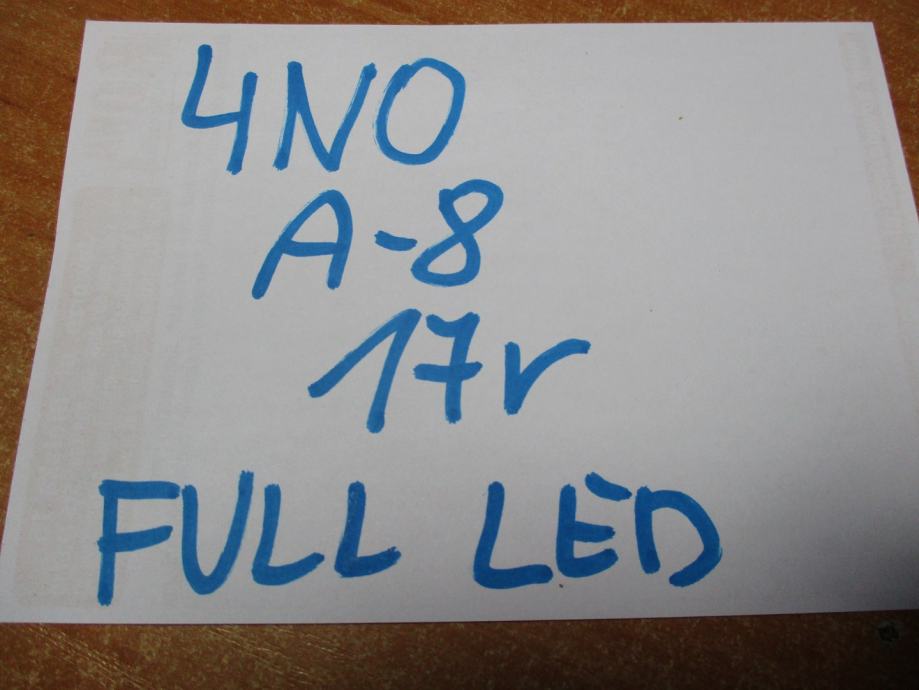 4NO
A-8
17r
FULL LED